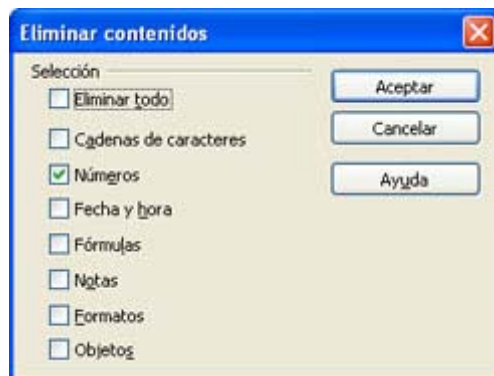 Eliminar contenidos
Selección
Eliminar todo
Cadenas de caracteres
Números
Fecha y hora
Fórmulas
Notas
Formatos
Objetos
Aceptar
Cancelar
Ayuda